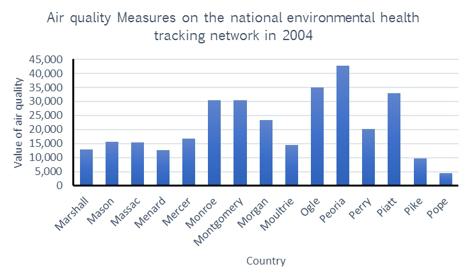 Air quality Measures on the national environmental health
tracking network in 2004
Value of air quality
45,000
40,000
35,000
30,000
25,000
20,000
15,000
10,000
5,000
0
Marshall
Mason
Massac
Menard
Mercer
Monroe
Montgomery
Morgan
Moultrie
Ogle
Peoria
Perry
Piatt
Pike
Pope
Country